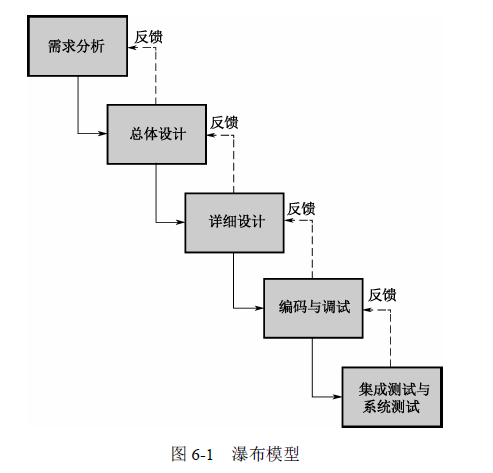 需求分析
反馈
总体设计
反馈
详细设计
反馈
编码与调试
反馈
集成测试与
系统测试
图 6-1 瀑布模型